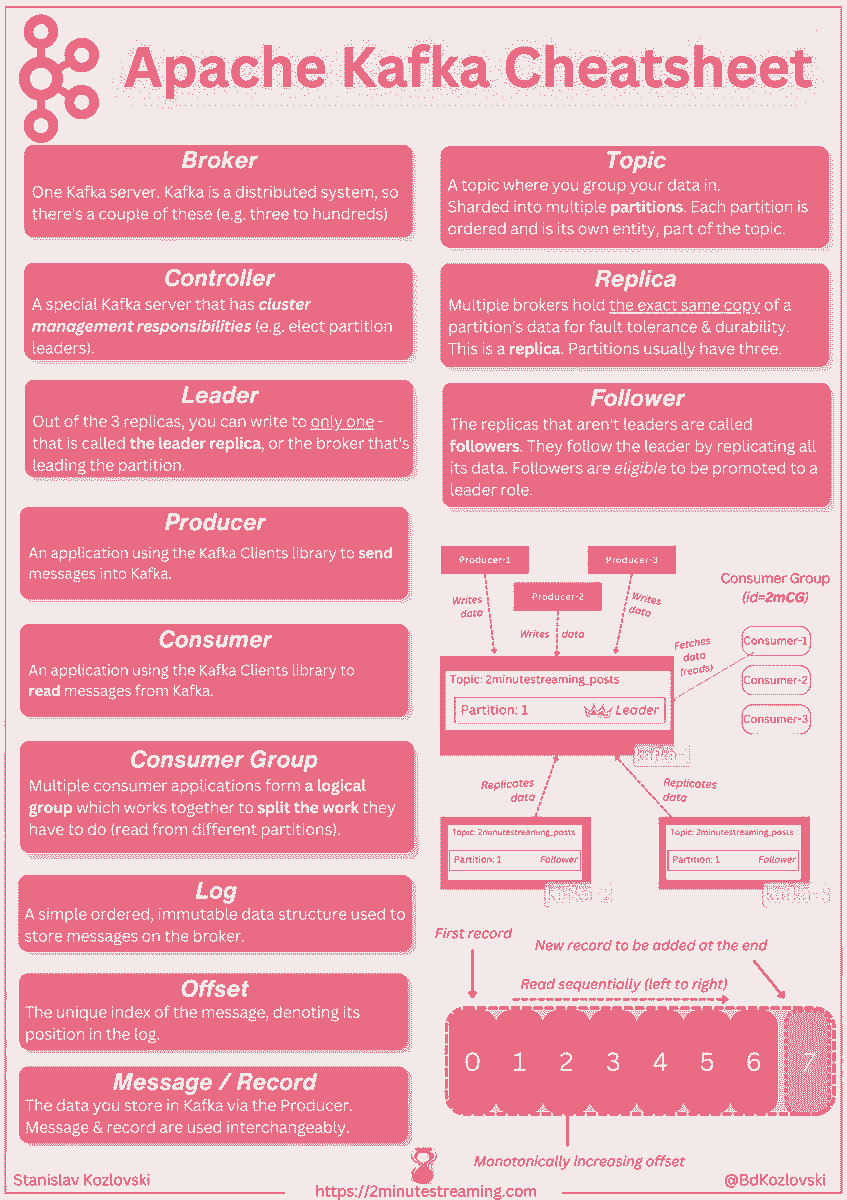 Apache Kafka Cheatsheet
Broker
One Kafka server. Kafka is a distributed system, so
there's a couple of these (e.g. three to hundreds)
Controller
A special Kafka server that has cluster
management responsibilities (e.g. elect partition
leaders).
Leader
Out of the 3 replicas, you can write to only one -
that is called the leader replica, or the broker that's
leading the partition.
Producer
An application using the Kafka Clients library to send
messages into Kafka.
Consumer
An application using the Kafka Clients library to
read messages from Kafka.
Consumer Group
Multiple consumer applications form a logical
group which works together to split the work they
have to do (read from different partitions).
Log
A simple ordered, immutable data structure used to
store messages on the broker.
Offset
The unique index of the message, denoting its
position in the log.
Message / Record
The data you store in Kafka via the Producer.
Message & record are used interchangeably.
Topic
A topic where you group your data in.
Sharded into multiple partitions. Each partition is
ordered and is its own entity, part of the topic.
Replica
Multiple brokers hold the exact same copy of a
partition's data for fault tolerance & durability.
This is a replica. Partitions usually have three.
Follower
The replicas that aren't leaders are called
followers. They follow the leader by replicating all
its data. Followers are eligible to be promoted to a
leader role.
Producer-1
Producer-3
Producer-2
Writes
data
Writes data
Writes
data
Consumer Group
(id=2mCG)
Consumer-1
Consumer-2
Consumer-3
Fetches
data
(reads)
Topic: 2minutestreaming_posts
Partition: 1 Leader
Replicates
data
Replicates
data
Topic: 2minutestreaming_posts
Partition: 1 Follower
Topic: 2minutestreaming_posts
Partition: 1 Follower
First record
New record to be added at the end
Read sequentially (left to right)
0 1 2 3 4 5 6 7
Monotonically increasing offset
Stanislav Kozlovski
https://2minutestreaming.com
@BdKozlovski